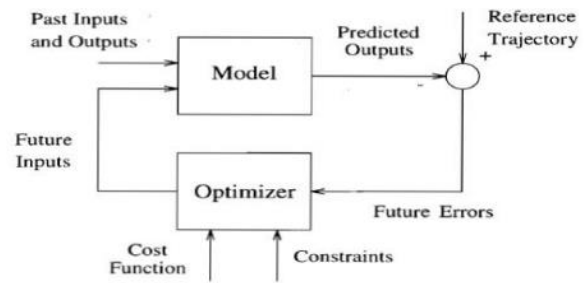 Past Inputs
and Outputs
Model
Predicted
Outputs
Reference
Trajectory
+
-
Future
Inputs
Optimizer
Future Errors
Cost
Function
Constraints